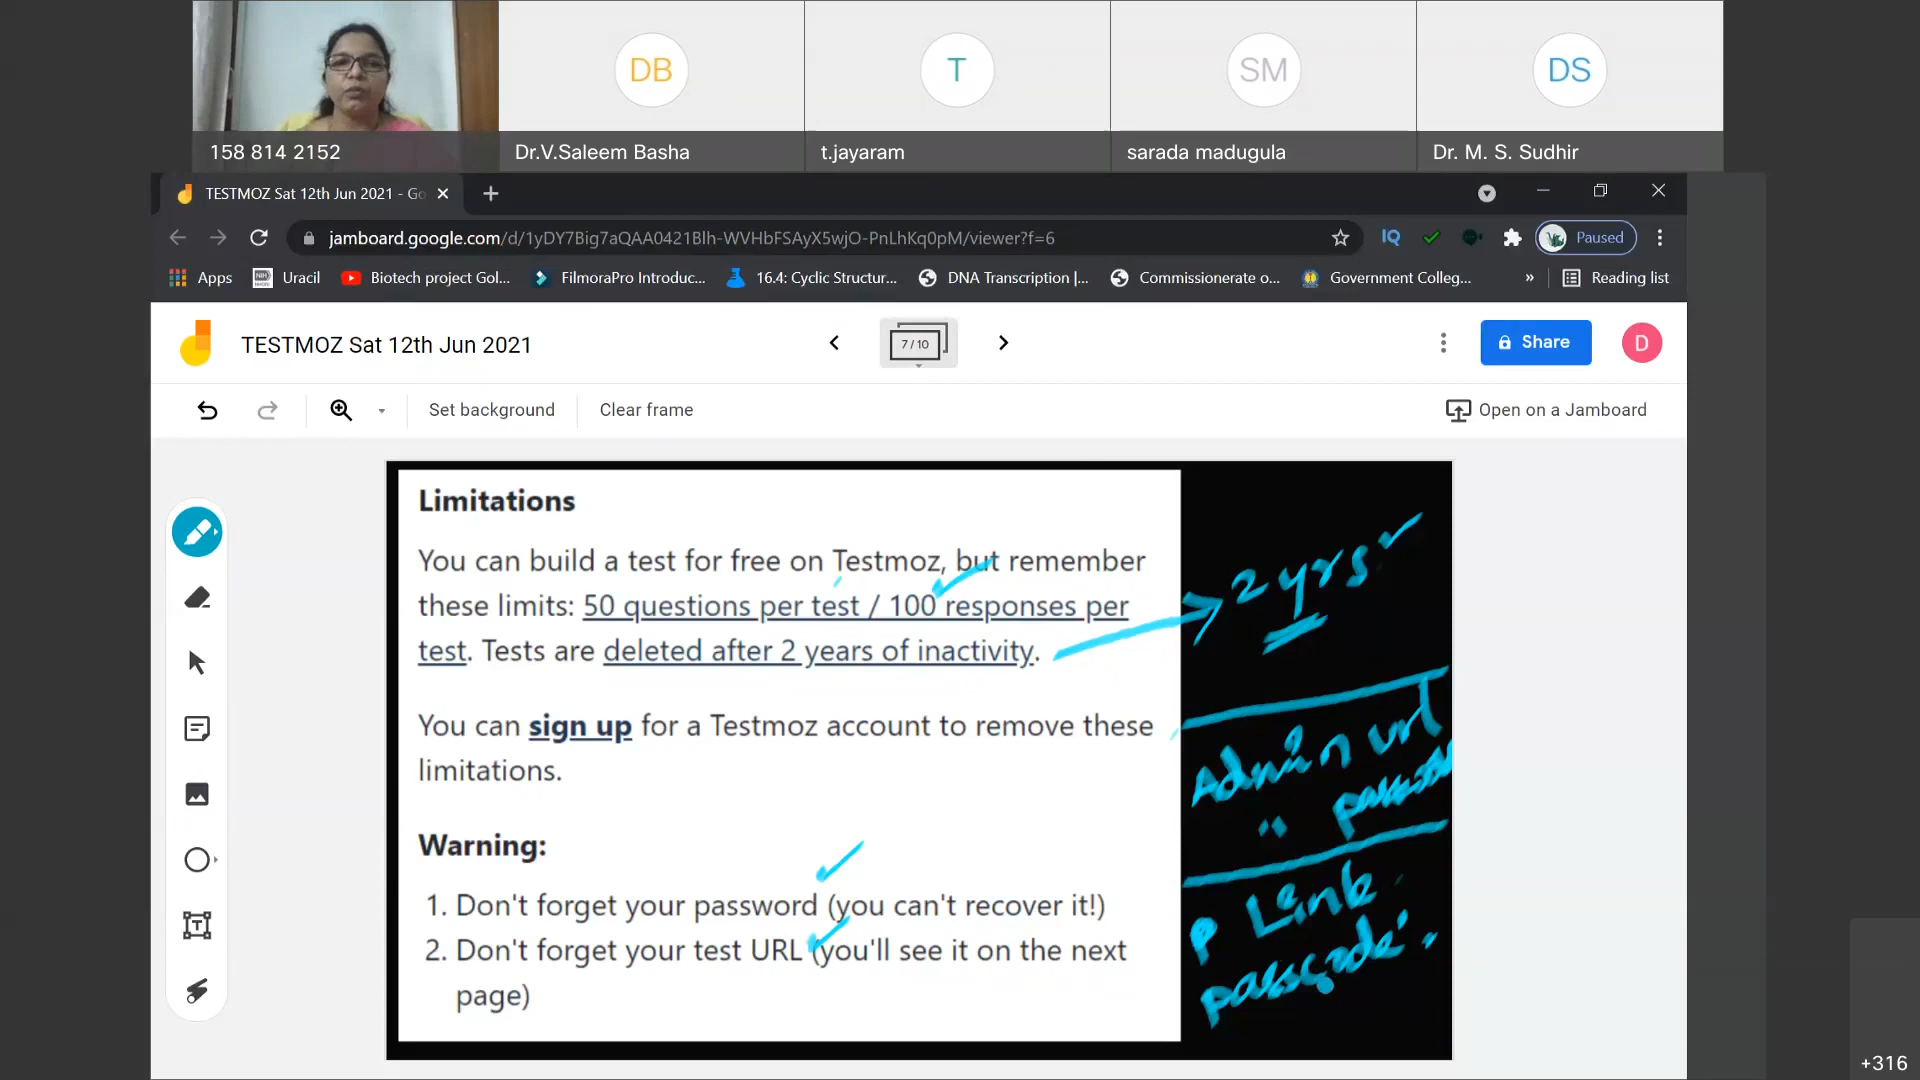 DB
T
SM
DS
158 814 2152
Dr.V.Saleem Basha
t.jayaram
sarada madugula
Dr. M. S. Sudhir
TESTMOZ Sat 12th Jun 2021 - Go
jamboard.google.com/d/1yDY7Big7aQAA0421Blh-WVHbFSAyX5wjO-PnLhKq0pM/viewer?f=6
IQ
Paused
Apps
Uracil
Biotech project Gol...
FilmoraPro Introduc...
16.4: Cyclic Structur...
DNA Transcription |...
Commissionerate o...
Government Colleg...
»
Reading list
TESTMOZ Sat 12th Jun 2021
7 / 10
Share
D
Set background
Clear frame
Open on a Jamboard
Limitations
You can build a test for free on Testmoz, but remember
these limits: 50 questions per test / 100 responses per
test. Tests are deleted after 2 years of inactivity.
You can sign up for a Testmoz account to remove these
limitations.
Warning:
1. Don't forget your password (you can't recover it!)
2. Don't forget your test URL (you'll see it on the next
page)
2 yrs
Admin url
" 
P Link
passcode
+316